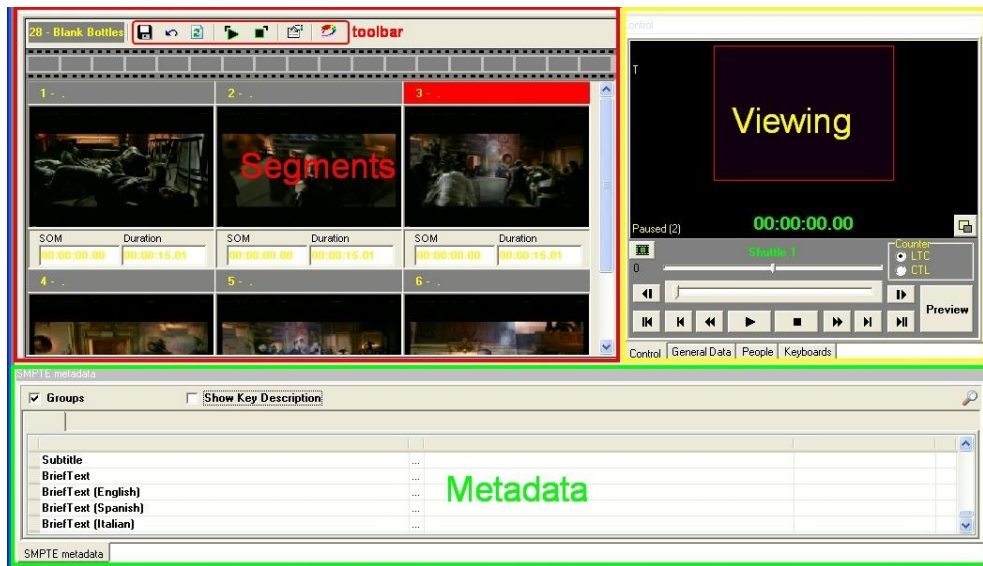 28 - Blank Bottles
toolbar
1 - .
2 - .
3 - .
Segments
SOM Duration SOM Duration SOM Duration
00:00:00.00 00:00:15.01 00:00:00.00 00:00:15.01 00:00:00.00 00:00:15.01
4 - .
5 - .
6 - .
ontrol
T
Viewing
Paused (2)
00:00:00.00
Shuttle 1
0
Counter
LTC
CTL
Preview
Control General Data People Keyboards
SMPTE metadata
Groups
Show Key Description
Subtitle ...
BriefText ...
BriefText (English) ...
BriefText (Spanish) ...
BriefText (Italian) ...
Metadata
SMPTE metadata